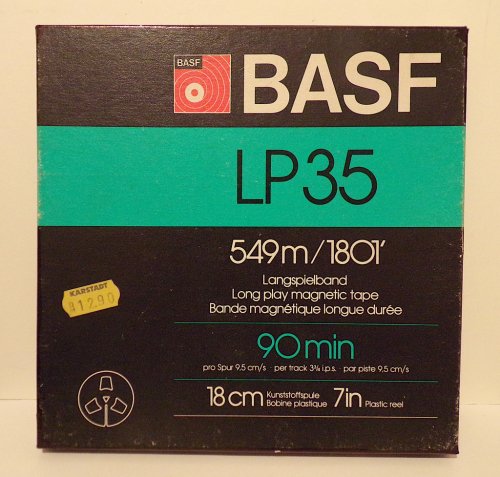 BASF
BASF
LP35
549m/1801'
Langspielband
Long play magnetic tape
Bande magnétique longue durée
KARSTADT
12.90
90 min
pro Spur 9,5 cm/s · per track 3¾ i.p.s. · par piste 9,5 cm/s
18 cm Kunststoffspule Bobine plastique 7in Plastic reel